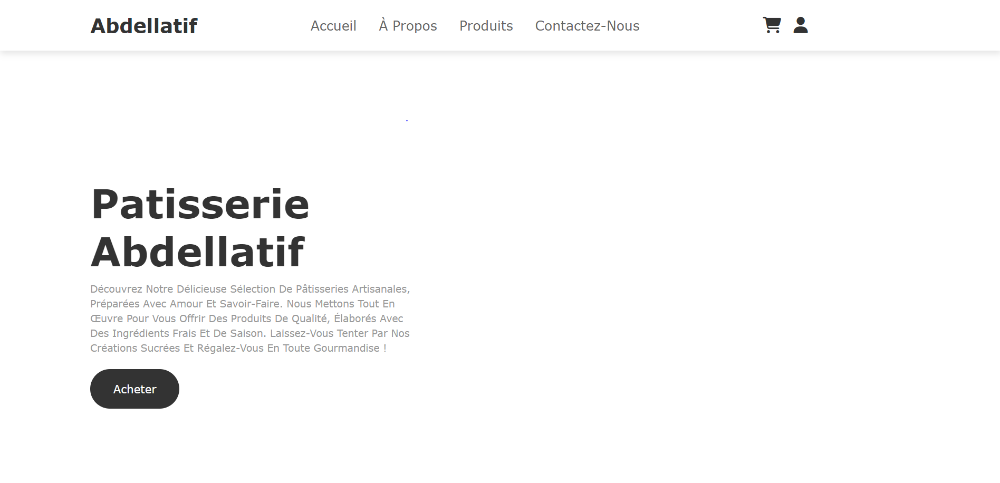 Abdellatif
Accueil À Propos Produits Contactez-Nous
Patisserie
Abdellatif
Découvrez Notre Délicieuse Sélection De Pâtisseries Artisanales,
Préparées Avec Amour Et Savoir-Faire. Nous Mettons Tout En
Œuvre Pour Vous Offrir Des Produits De Qualité, Élaborés Avec
Des Ingrédients Frais Et De Saison. Laissez-Vous Tenter Par Nos
Créations Sucrées Et Régalez-Vous En Toute Gourmandise !
Acheter